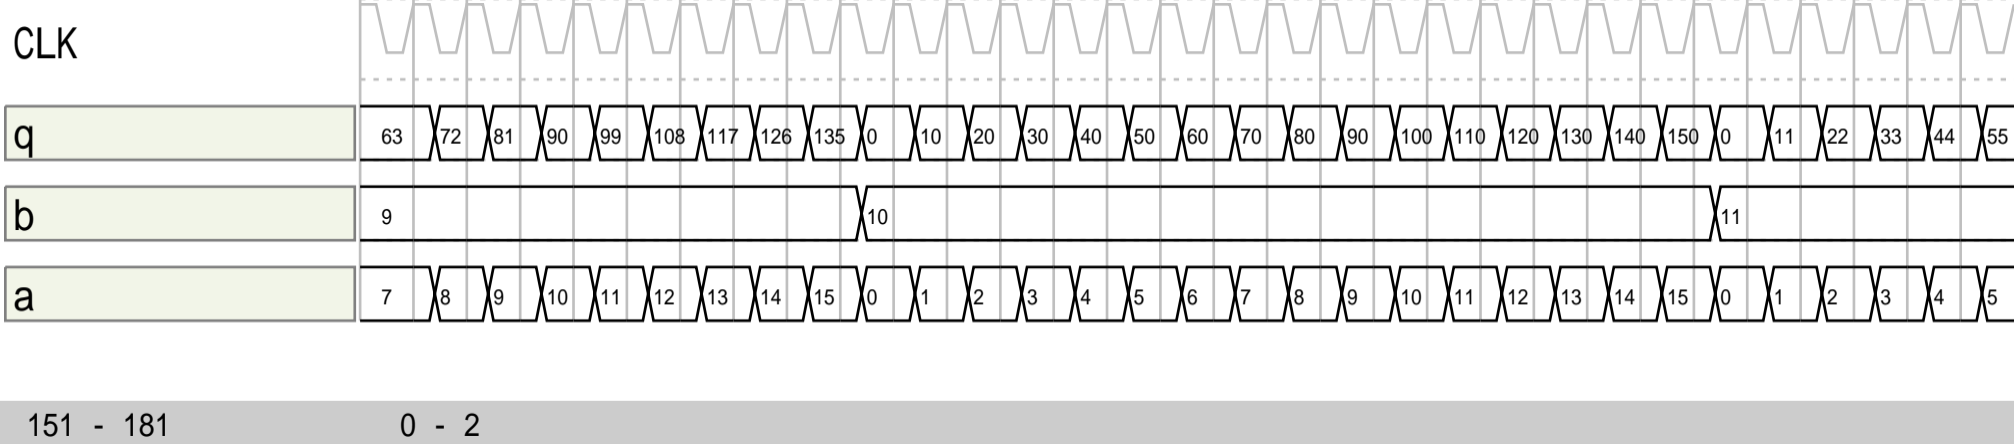 CLK
q 63 72 81 90 99 108 117 126 135 0 10 20 30 40 50 60 70 80 90 100 110 120 130 140 150 0 11 22 33 44 55
b 9 10 11
a 7 8 9 10 11 12 13 14 15 0 1 2 3 4 5 6 7 8 9 10 11 12 13 14 15 0 1 2 3 4 5
151 - 181 0 - 2